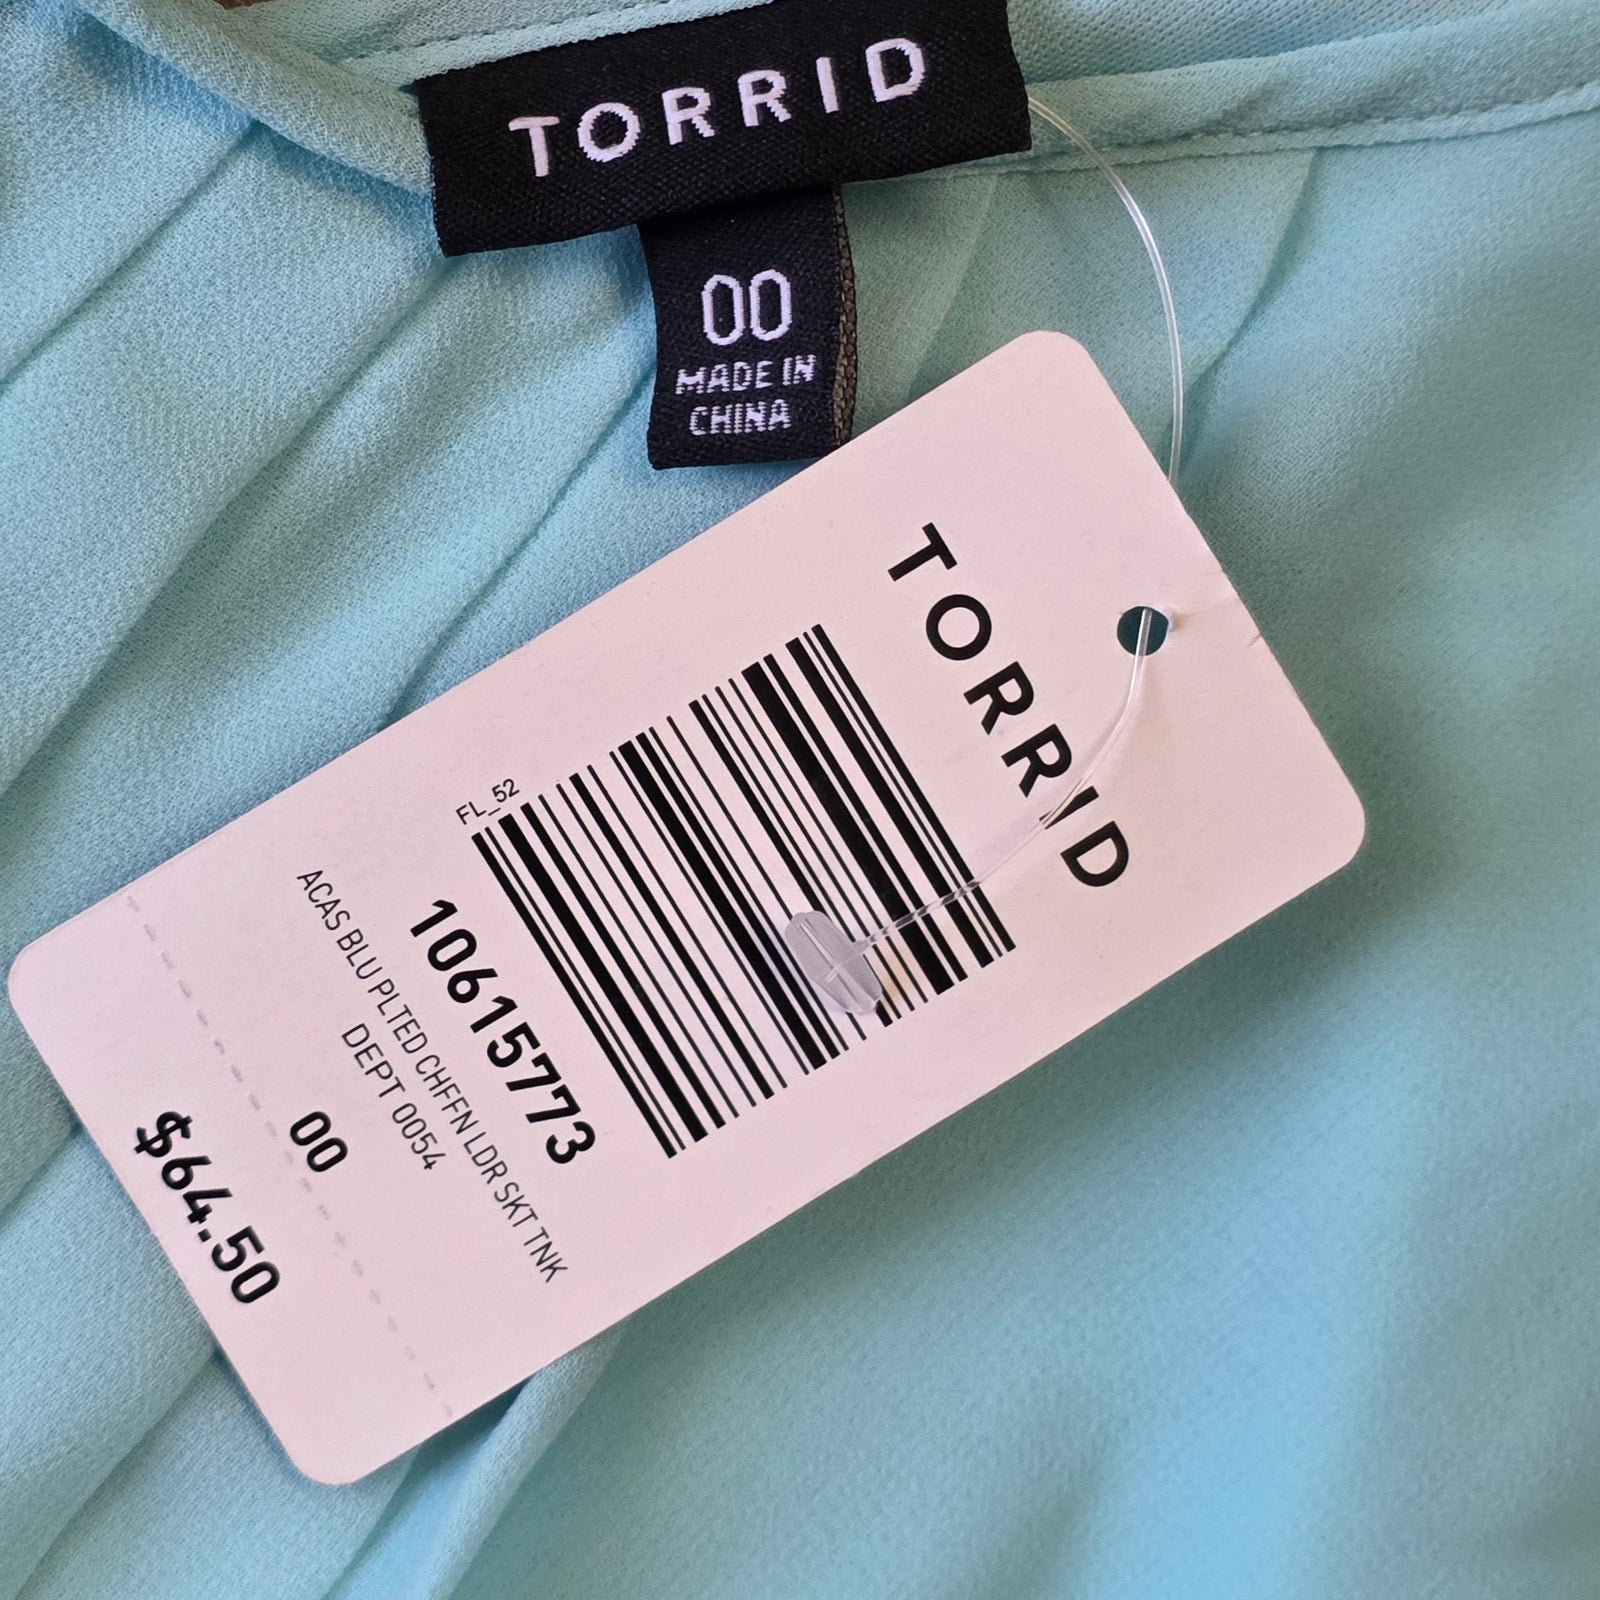 TORRID
00
MADE IN
CHINA
TORRID
FL_52
10615773
ACAS BLU PLTED CHFFN LDR SKT TNK
DEPT 0054
00
$64.50